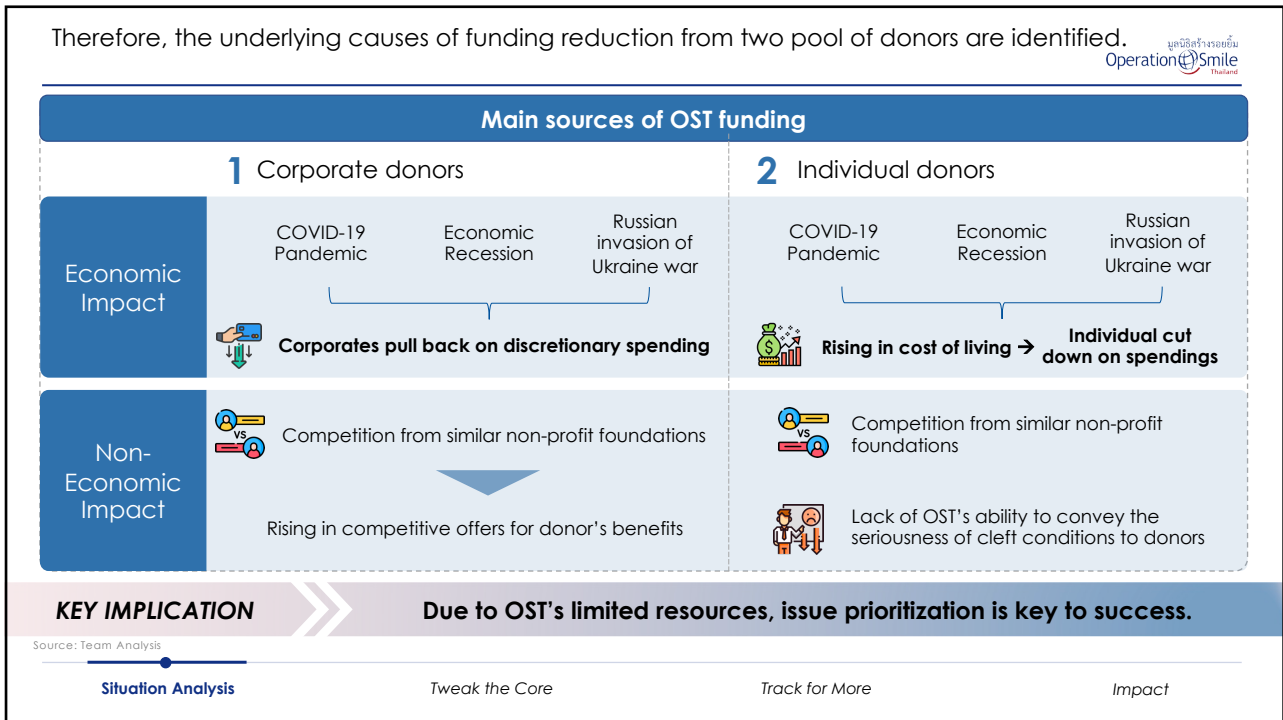 Therefore, the underlying causes of funding reduction from two pool of donors are identified.
มูลนิธิสร้างรอยยิ้ม
Operation Smile
Thailand
Main sources of OST funding
1 Corporate donors
2 Individual donors
Economic
Impact
COVID-19
Pandemic
Economic
Recession
Russian
invasion of
Ukraine war
Corporates pull back on discretionary spending
COVID-19
Pandemic
Economic
Recession
Russian
invasion of
Ukraine war
Rising in cost of living → Individual cut
down on spendings
Non-
Economic
Impact
VS
Competition from similar non-profit foundations
Rising in competitive offers for donor's benefits
VS
Competition from similar non-profit
foundations
Lack of OST's ability to convey the
seriousness of cleft conditions to donors
KEY IMPLICATION
Due to OST's limited resources, issue prioritization is key to success.
Source: Team Analysis
Situation Analysis
Tweak the Core
Track for More
Impact